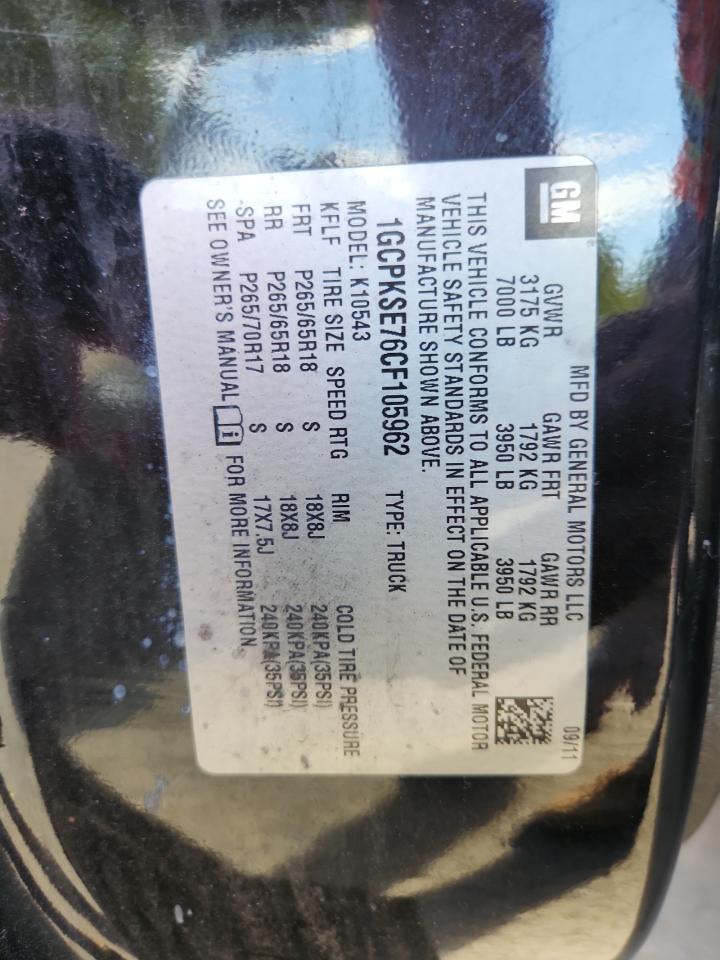 GM
MFD BY GENERAL MOTORS LLC 09/11
GVWR GAWR FRT GAWR RR
3175 KG 1792 KG 1792 KG
7000 LB 3950 LB 3950 LB
THIS VEHICLE CONFORMS TO ALL APPLICABLE U.S. FEDERAL MOTOR
VEHICLE SAFETY STANDARDS IN EFFECT ON THE DATE OF
MANUFACTURE SHOWN ABOVE.
1GCPKSE76CF105962 TYPE: TRUCK
MODEL: K10543
KFLF TIRE SIZE SPEED RTG RIM COLD TIRE PRESSURE
FRT P265/65R18 S 18X8J 240KPA(35PSI)
RR P265/65R18 S 18X8J 240KPA(35PSI)
SPA P265/70R17 S 17X7.5J 240KPA(35PSI)
SEE OWNER'S MANUAL FOR MORE INFORMATION